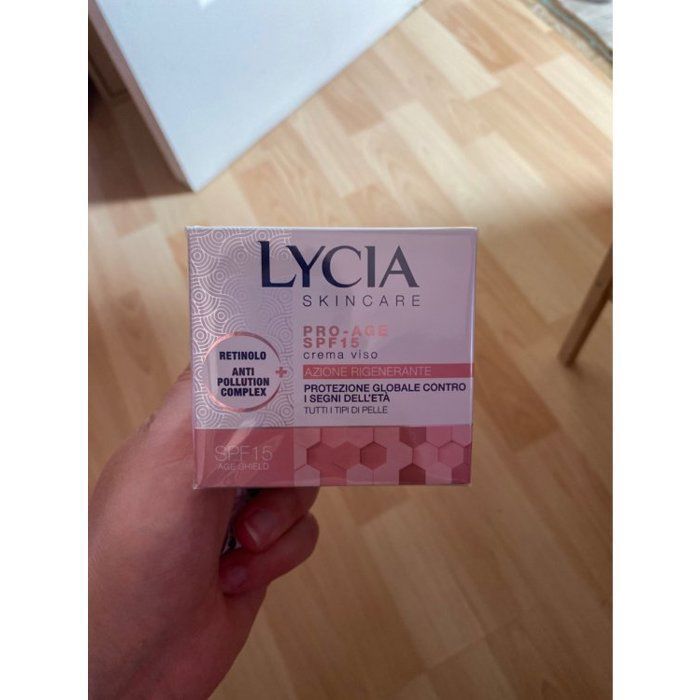 LYCIA
SKINCARE
PRO-AGE
SPF15
crema viso
RETINOLO
+
ANTI
POLLUTION
COMPLEX
AZIONE RIGENERANTE
PROTEZIONE GLOBALE CONTRO
I SEGNI DELL'ETÀ
TUTTI I TIPI DI PELLE
SPF15
AGE SHIELD